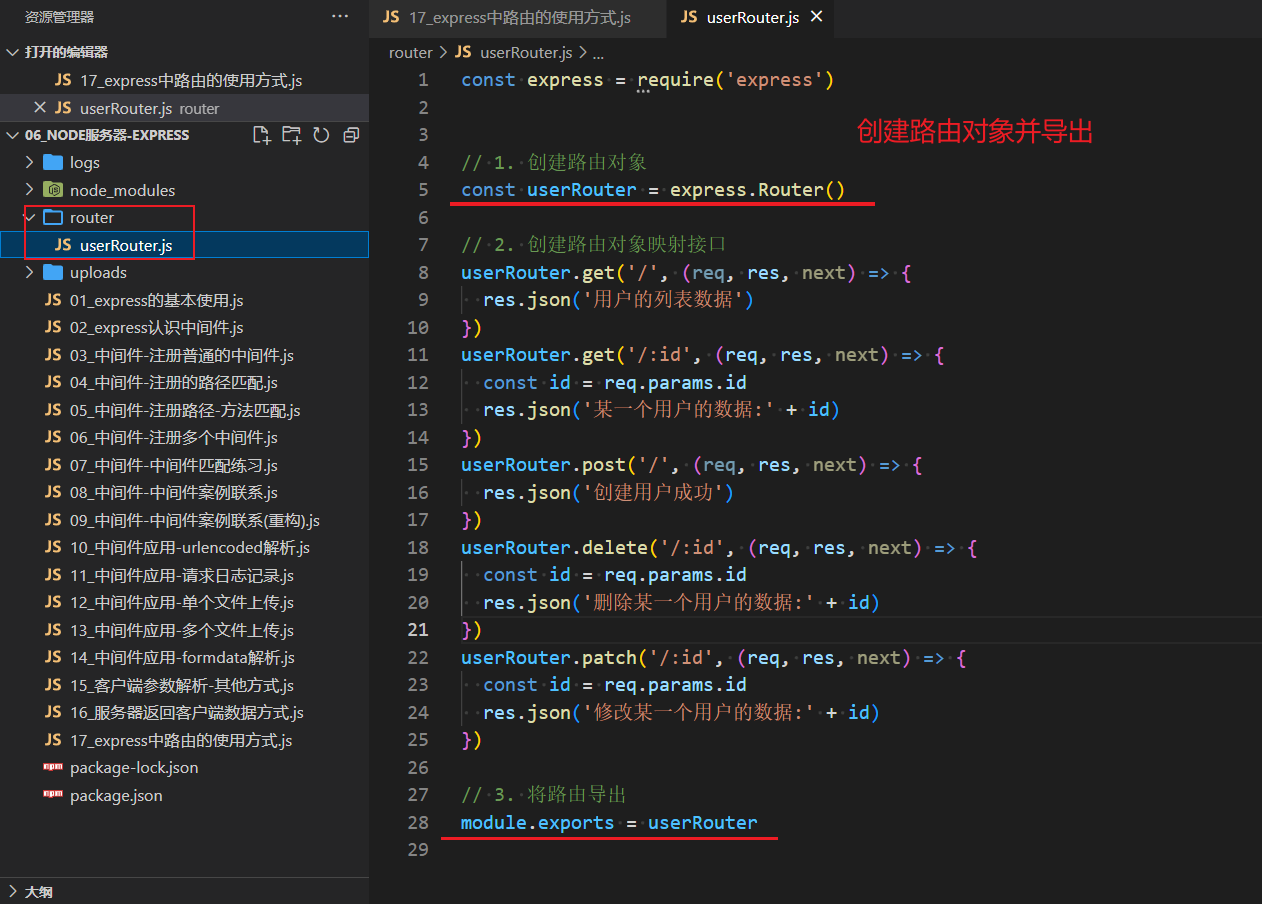 资源管理器
···
打开的编辑器
JS 17_express中路由的使用方式.js
JS userRouter.js router
06_NODE服务器-EXPRESS
logs
node_modules
router
JS userRouter.js
uploads
JS 01_express的基本使用.js
JS 02_express认识中间件.js
JS 03_中间件-注册普通的中间件.js
JS 04_中间件-注册的路径匹配.js
JS 05_中间件-注册路径-方法匹配.js
JS 06_中间件-注册多个中间件.js
JS 07_中间件-中间件匹配练习.js
JS 08_中间件-中间件案例联系.js
JS 09_中间件-中间件案例联系(重构).js
JS 10_中间件应用-urlencoded解析.js
JS 11_中间件应用-请求日志记录.js
JS 12_中间件应用-单个文件上传.js
JS 13_中间件应用-多个文件上传.js
JS 14_中间件应用-formdata解析.js
JS 15_客户端参数解析-其他方式.js
JS 16_服务器返回客户端数据方式.js
JS 17_express中路由的使用方式.js
npm package-lock.json
npm package.json
大纲
JS 17_express中路由的使用方式.js
JS userRouter.js
router > JS userRouter.js > ...
1 const express = require('express')
2
3
创建路由对象并导出
4 // 1. 创建路由对象
5 const userRouter = express.Router()
6
7 // 2. 创建路由对象映射接口
8 userRouter.get('/', (req, res, next) => {
9 res.json('用户的列表数据')
10 })
11 userRouter.get('/:id', (req, res, next) => {
12 const id = req.params.id
13 res.json('某一个用户的数据:' + id)
14 })
15 userRouter.post('/', (req, res, next) => {
16 res.json('创建用户成功')
17 })
18 userRouter.delete('/:id', (req, res, next) => {
19 const id = req.params.id
20 res.json('删除某一个用户的数据:' + id)
21 })
22 userRouter.patch('/:id', (req, res, next) => {
23 const id = req.params.id
24 res.json('修改某一个用户的数据:' + id)
25 })
26
27 // 3. 将路由导出
28 module.exports = userRouter
29